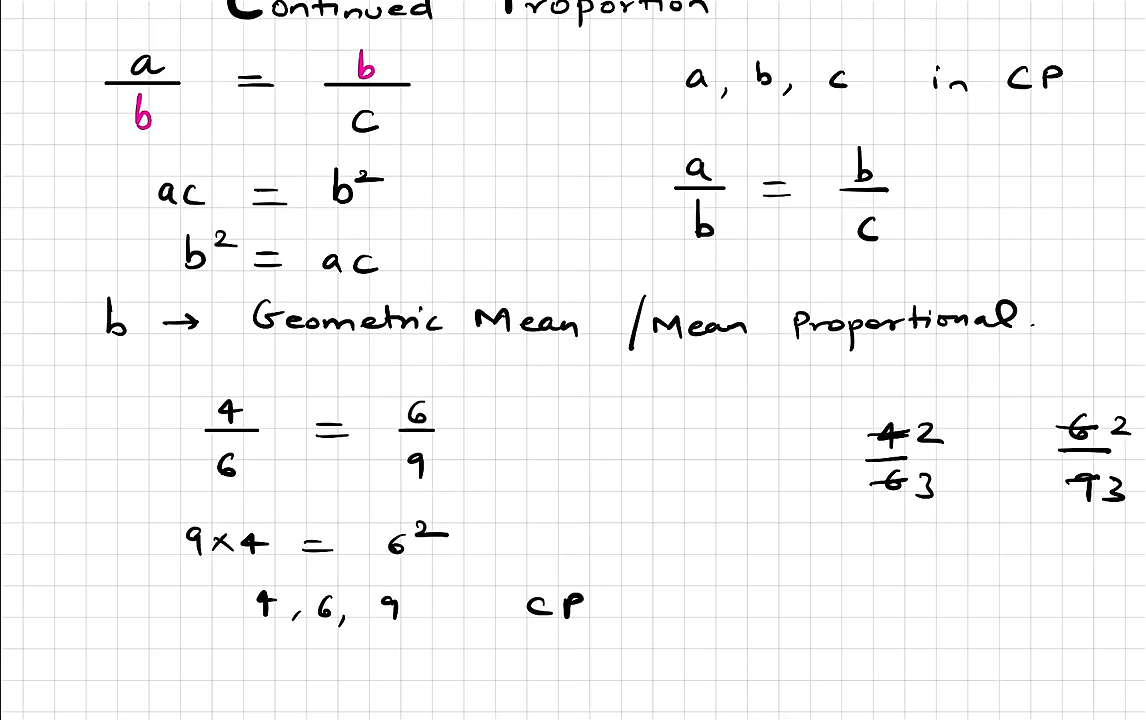 Continued Proportion
a/b = b/c
a, b, c in CP
ac = b²
b² = ac
a/b = b/c
b → Geometric Mean / Mean Proportional.
4/6 = 6/9
4 2 / 6 3
6 2 / 9 3
9×4 = 6²
4, 6, 9 CP